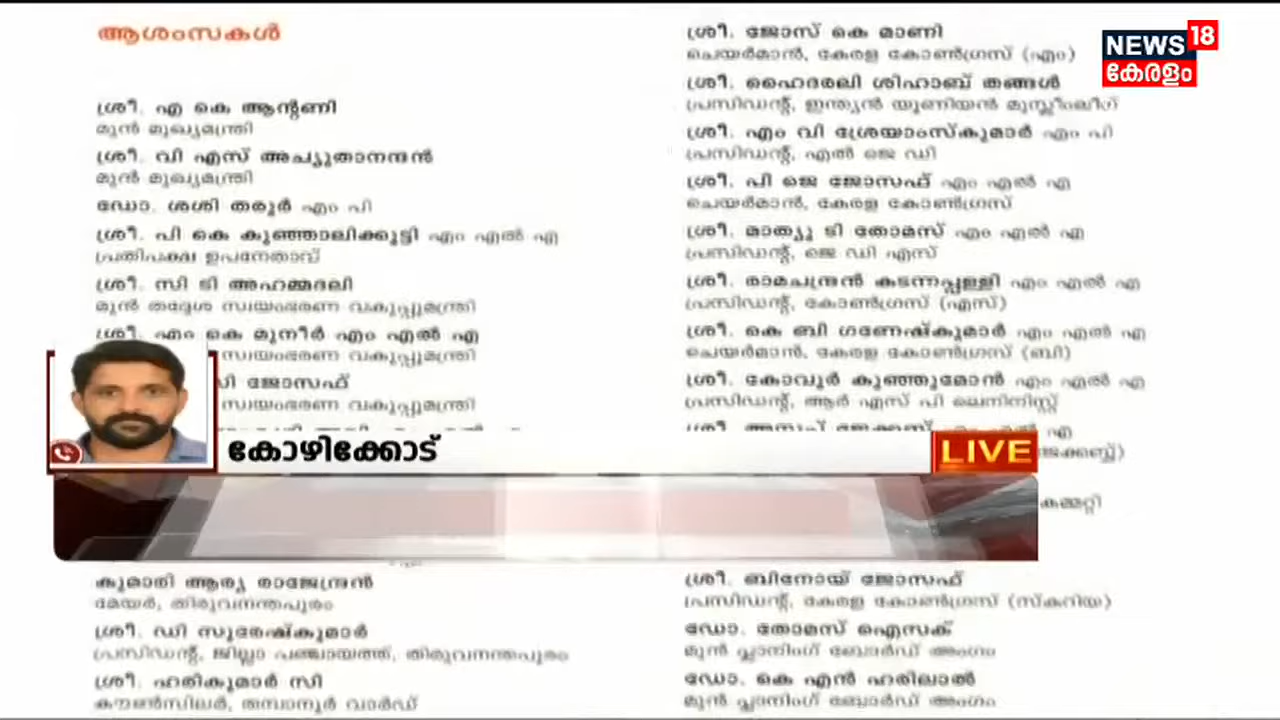 ആശംസകൾ
ശ്രീ. എ കെ ആന്റണി
മുൻ മുഖ്യമന്ത്രി
ശ്രീ. വി എസ് അച്യുതാനന്ദൻ
മുൻ മുഖ്യമന്ത്രി
ഡോ. ശശി തരൂർ എം പി
ശ്രീ. പി കെ കുഞ്ഞാലിക്കുട്ടി എം എൽ എ
പ്രതിപക്ഷ ഉപനേതാവ്
ശ്രീ. സി ടി അഹമ്മദലി
മുൻ തദ്ദേശ സ്വയംഭരണ വകുപ്പുമന്ത്രി
ശ്രീ. എം കെ മുനീർ എം എൽ എ
സ്വയംഭരണ വകുപ്പുമന്ത്രി
ജോസഫ്
സ്വയംഭരണ വകുപ്പുമന്ത്രി
കുമാരി ആര്യ രാജേന്ദ്രൻ
മേയർ, തിരുവനന്തപുരം
ശ്രീ. ഡി സുരേഷ്കുമാർ
പ്രസിഡന്റ്, ജില്ലാ പഞ്ചായത്ത്, തിരുവനന്തപുരം
ശ്രീ. ഹരികുമാർ സി
കൗൺസിലർ, തമ്പാനൂർ വാർഡ്
ശ്രീ. ജോസ് കെ മാണി
ചെയർമാൻ, കേരള കോൺഗ്രസ് (എം)
ശ്രീ. ഹൈദരലി ശിഹാബ് തങ്ങൾ
പ്രസിഡന്റ്, ഇന്ത്യൻ യൂണിയൻ മുസ്ലീംലീഗ്
ശ്രീ. എം വി ശ്രേയാംസ്കുമാർ എം പി
പ്രസിഡന്റ്, എൽ ജെ ഡി
ശ്രീ. പി ജെ ജോസഫ് എം എൽ എ
ചെയർമാൻ, കേരള കോൺഗ്രസ്
ശ്രീ. മാത്യു ടി തോമസ് എം എൽ എ
പ്രസിഡന്റ്, ജെ ഡി എസ്
ശ്രീ. രാമചന്ദ്രൻ കടന്നപ്പള്ളി എം എൽ എ
പ്രസിഡന്റ്, കോൺഗ്രസ് (എസ്)
ശ്രീ. കെ ബി ഗണേഷ്കുമാർ എം എൽ എ
ചെയർമാൻ, കേരള കോൺഗ്രസ് (ബി)
ശ്രീ. കോവൂർ കുഞ്ഞുമോൻ എം എൽ എ
പ്രസിഡന്റ്, ആർ എസ് പി ലെനിനിസ്റ്റ്
ശ്രീ. അനൂപ് ജേക്കബ് എം എൽ എ
ശ്രീ. ബിനോയ് ജോസഫ്
പ്രസിഡന്റ്, കേരള കോൺഗ്രസ് (സ്കറിയ)
ഡോ. തോമസ് ഐസക്
മുൻ പ്ലാനിംഗ് ബോർഡ് അംഗം
ഡോ. കെ എൻ ഹരിലാൽ
മുൻ പ്ലാനിംഗ് ബോർഡ് അംഗം
NEWS 18
കേരളം
കോഴിക്കോട്
LIVE